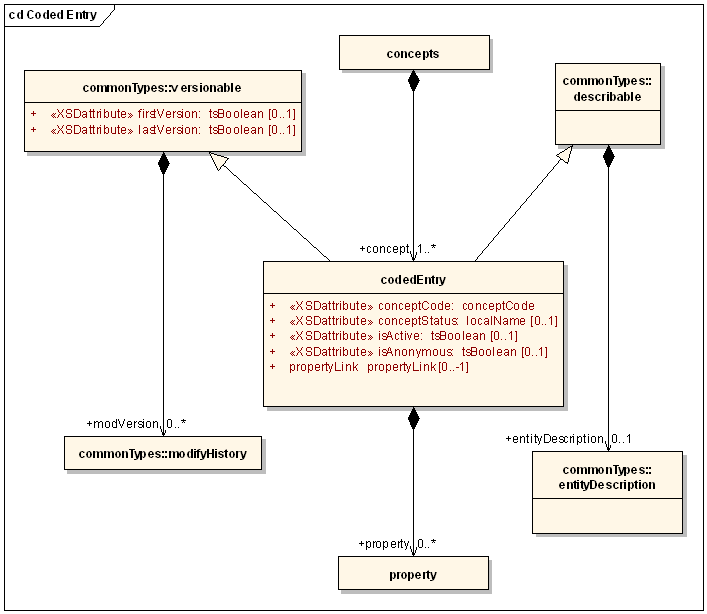 cd Coded Entry
concepts
commonTypes::versionable
+ «XSDattribute» firstVersion: tsBoolean [0..1]
+ «XSDattribute» lastVersion: tsBoolean [0..1]
commonTypes::
describable
+concept 1..*
codedEntry
+ «XSDattribute» conceptCode: conceptCode
+ «XSDattribute» conceptStatus: localName [0..1]
+ «XSDattribute» isActive: tsBoolean [0..1]
+ «XSDattribute» isAnonymous: tsBoolean [0..1]
+ propertyLink propertyLink[0..-1]
+modVersion 0..*
commonTypes::modifyHistory
+entityDescription 0..1
commonTypes::
entityDescription
+property 0..*
property